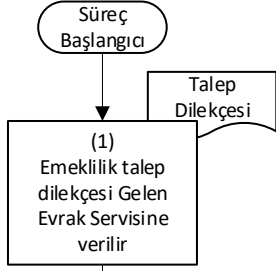 Süreç
Başlangıcı
Talep
Dilekçesi
(1)
Emeklilik talep
dilekçesi Gelen
Evrak Servisine
verilir